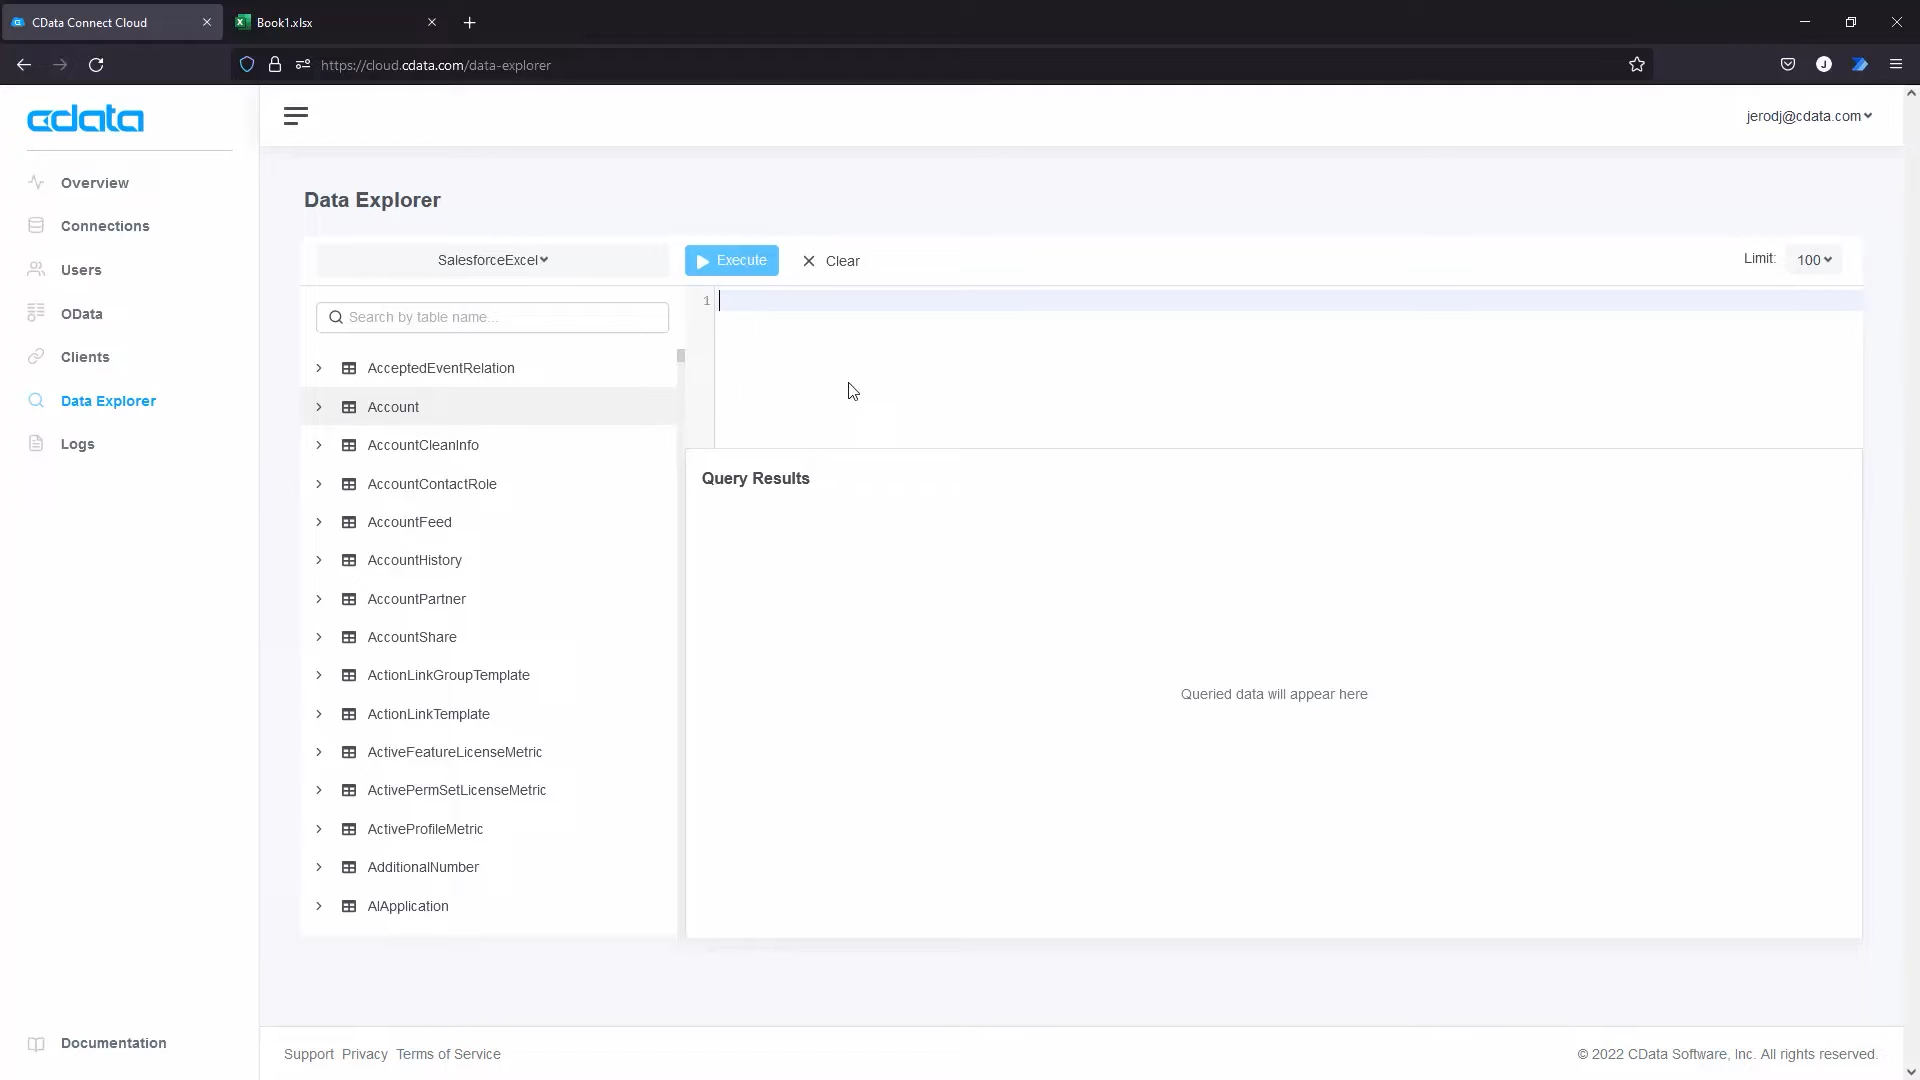 CData Connect Cloud
Book1.xlsx
https://cloud.cdata.com/data-explorer
cdata
jerodj@cdata.com
Overview
Connections
Users
OData
Clients
Data Explorer
Logs
Documentation
Data Explorer
SalesforceExcel
Execute
Clear
Limit: 100
Search by table name...
1
AcceptedEventRelation
Account
AccountCleanInfo
AccountContactRole
AccountFeed
AccountHistory
AccountPartner
AccountShare
ActionLinkGroupTemplate
ActionLinkTemplate
ActiveFeatureLicenseMetric
ActivePermSetLicenseMetric
ActiveProfileMetric
AdditionalNumber
AIApplication
Query Results
Queried data will appear here
Support Privacy Terms of Service
© 2022 CData Software, Inc. All rights reserved.